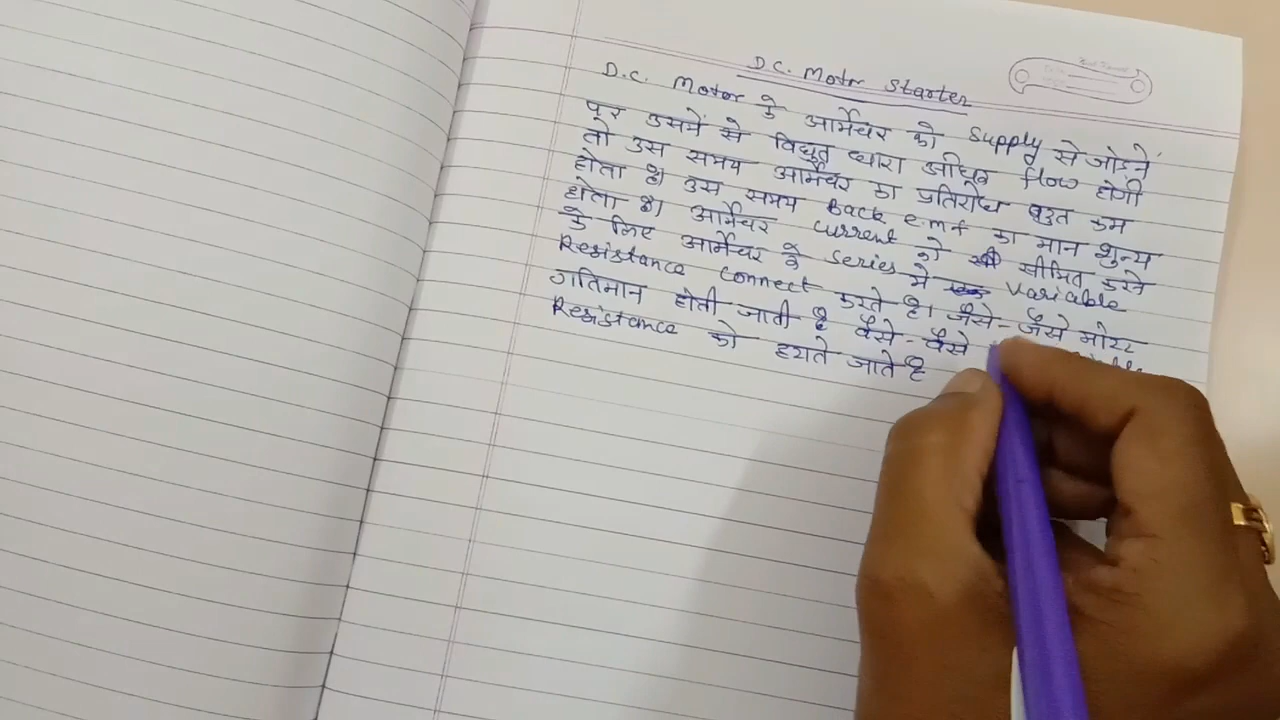 D.C. Motor Starter
D.C. Motor के आर्मेचर को Supply से जोड़ने
पर उसमें से विद्युत ध्दारा अधिक flow होगी
तो उस समय आर्मेचर का प्रतिरोध बहुत कम
होता है। उस समय Back e.m.f का मान शुन्य
होता है। आर्मेचर current को सीमित करने
के लिए आर्मेचर के series में Variable
Resistance connect करते है। जैसे-जैसे मोटर
गतिमान होती जाती है वैसे-वैसे
Resistance को हटाते जाते है